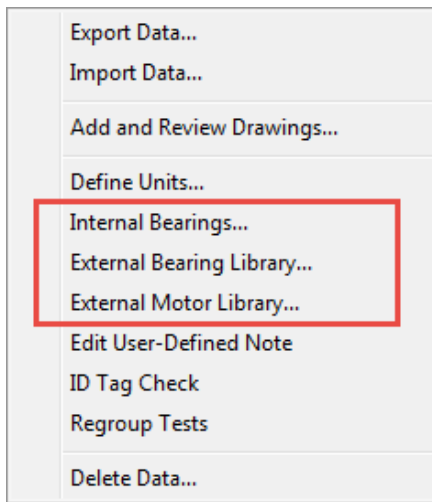 Export Data...
Import Data...
Add and Review Drawings...
Define Units...
Internal Bearings...
External Bearing Library...
External Motor Library...
Edit User-Defined Note
ID Tag Check
Regroup Tests
Delete Data...